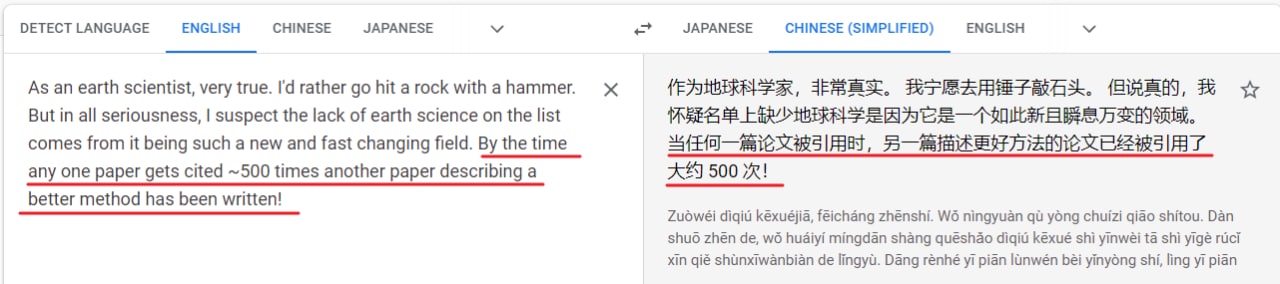 DETECT LANGUAGE ENGLISH CHINESE JAPANESE
JAPANESE CHINESE (SIMPLIFIED) ENGLISH
As an earth scientist, very true. I'd rather go hit a rock with a hammer.
But in all seriousness, I suspect the lack of earth science on the list
comes from it being such a new and fast changing field. By the time
any one paper gets cited ~500 times another paper describing a
better method has been written!
作为地球科学家，非常真实。 我宁愿去用锤子敲石头。 但说真的，我
怀疑名单上缺少地球科学是因为它是一个如此新且瞬息万变的领域。
当任何一篇论文被引用时，另一篇描述更好方法的论文已经被引用了
大约 500 次！
Zuòwéi dìqiú kēxuéjiā, fēicháng zhēnshí. Wǒ nìngyuàn qù yòng chuízi qiāo shítou. Dàn
shuō zhēn de, wǒ huáiyí míngdān shàng quēshǎo dìqiú kēxué shì yīnwèi tā shì yīgè rúcǐ
xīn qiě shùnxīwànbiàn de lǐngyù. Dāng rènhé yī piān lùnwén bèi yǐnyòng shí, lìng yī piān